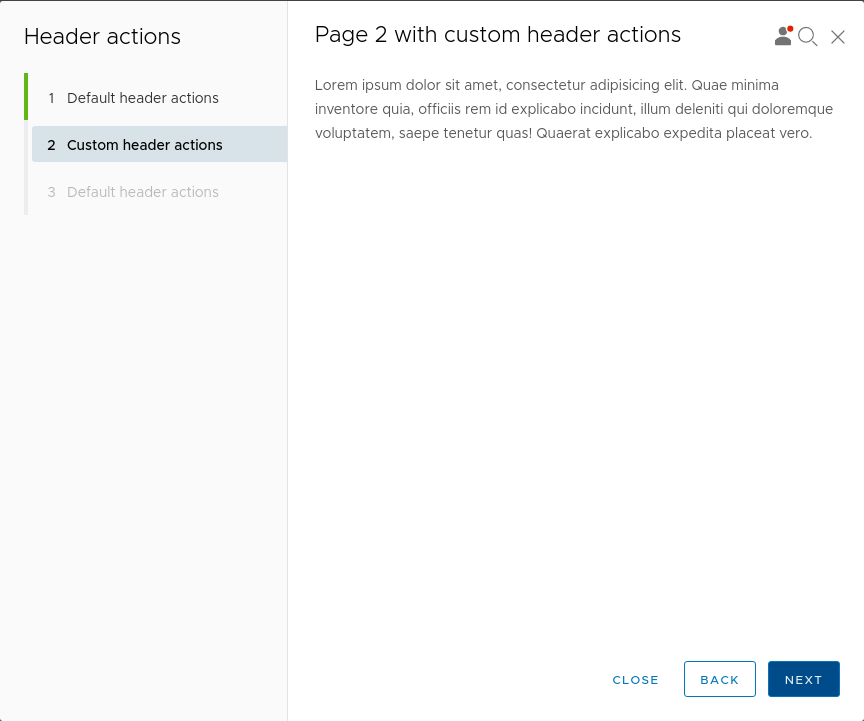 Header actions
1 Default header actions
2 Custom header actions
3 Default header actions
Page 2 with custom header actions
Lorem ipsum dolor sit amet, consectetur adipisicing elit. Quae minima
inventore quia, officiis rem id explicabo incidunt, illum deleniti qui doloremque
voluptatem, saepe tenetur quas! Quaerat explicabo expedita placeat vero.
CLOSE
BACK
NEXT